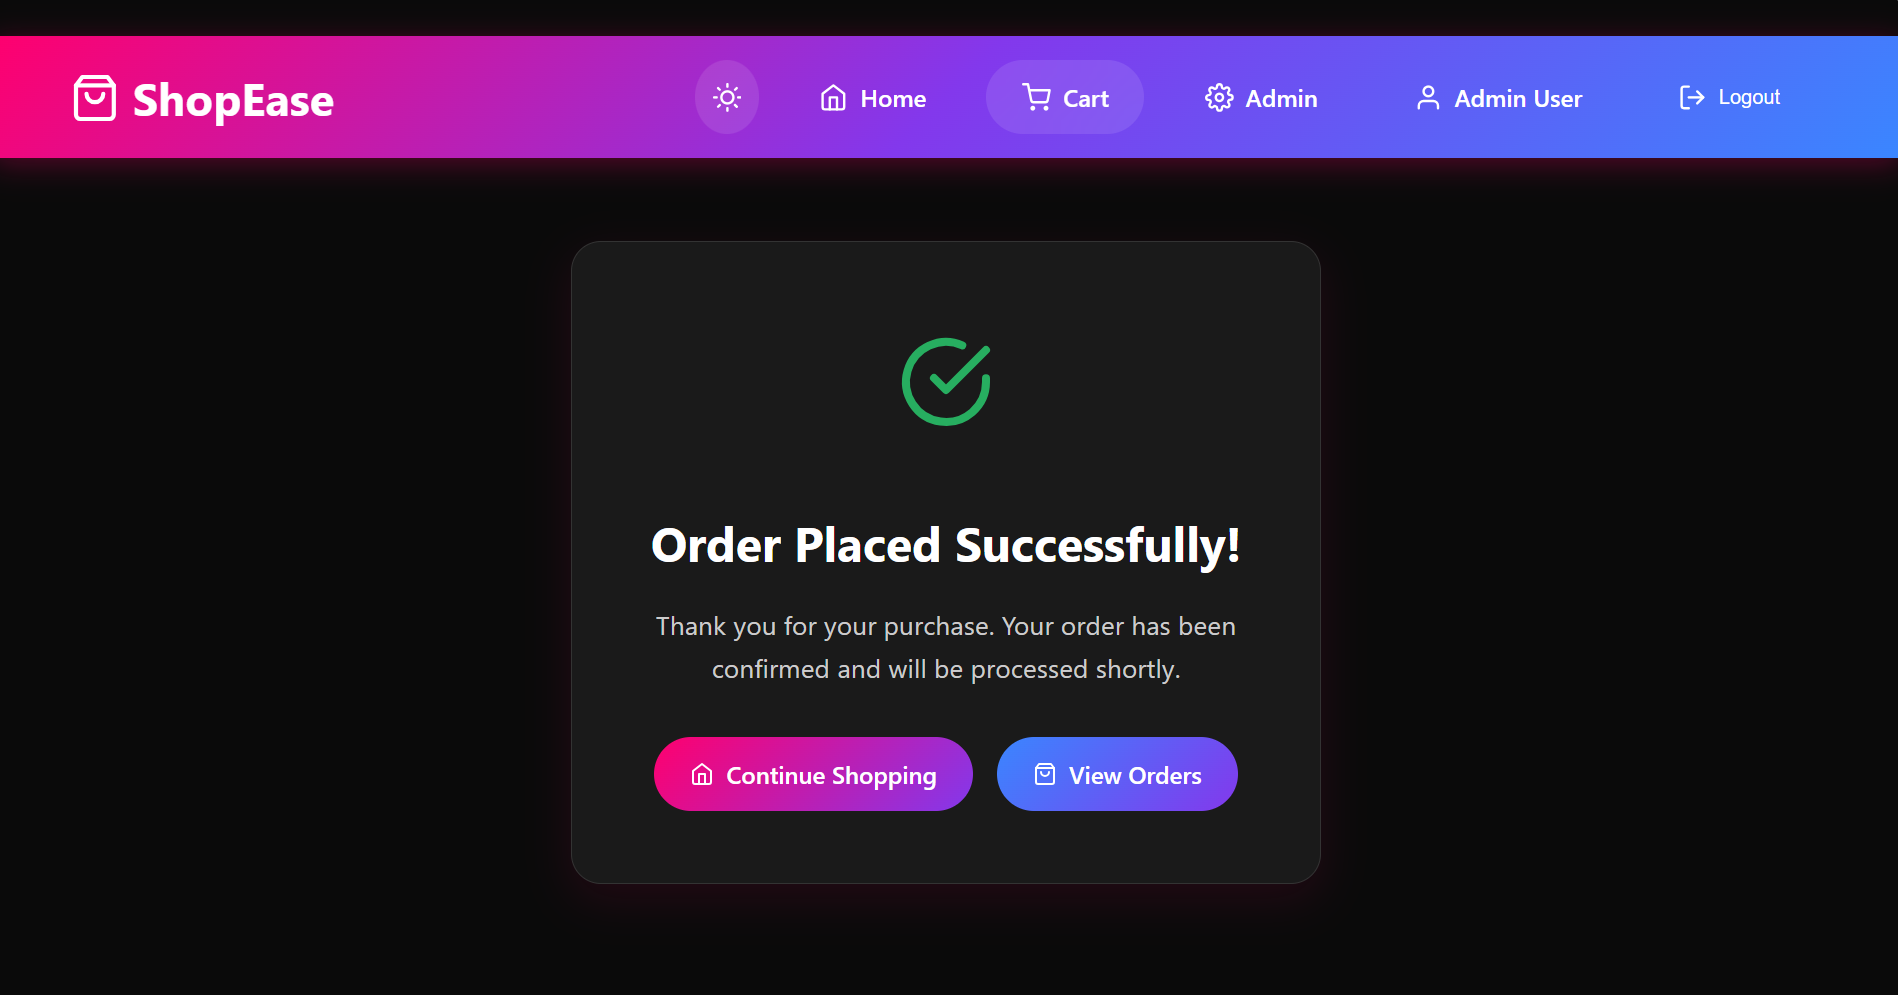 ShopEase
Home
Cart
Admin
Admin User
Logout
Order Placed Successfully!
Thank you for your purchase. Your order has been
confirmed and will be processed shortly.
Continue Shopping
View Orders